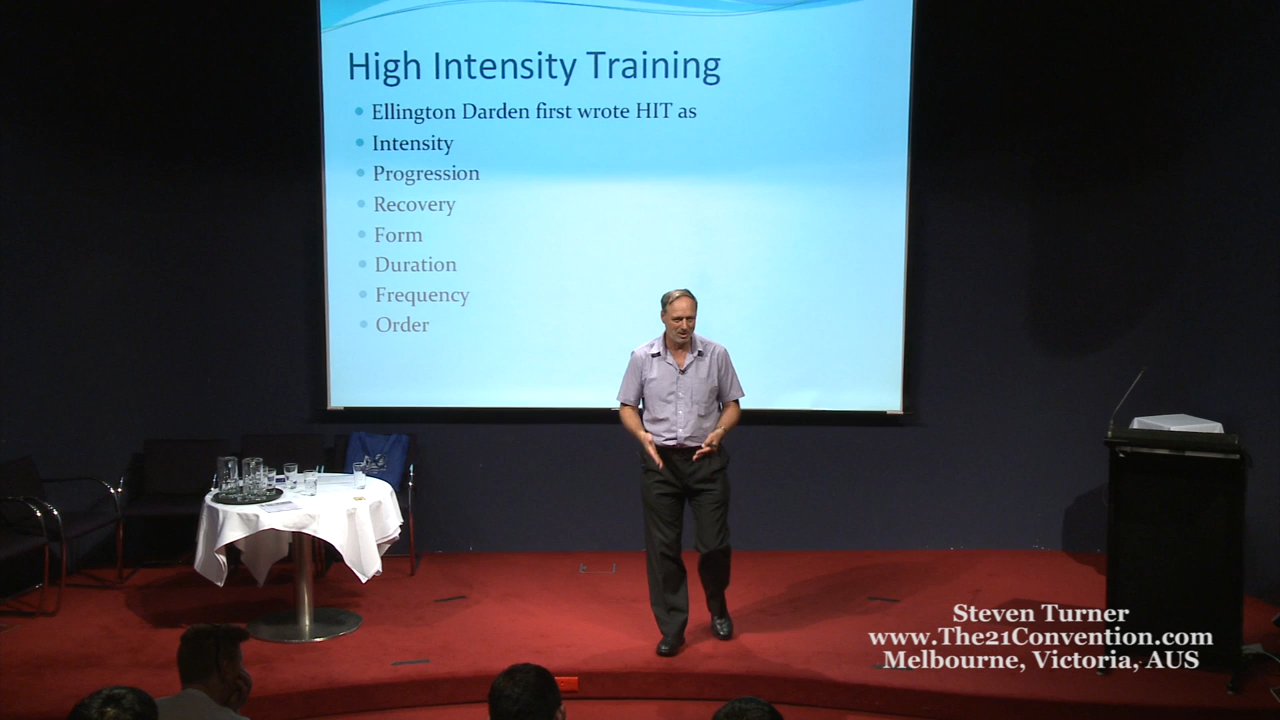 High Intensity Training
Ellington Darden first wrote HIT as
Intensity
Progression
Recovery
Form
Duration
Frequency
Order
Steven Turner
www.The21Convention.com
Melbourne, Victoria, AUS